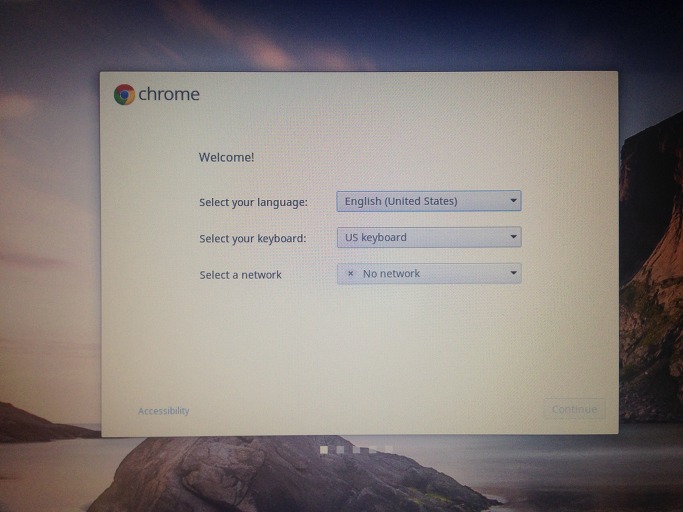 chrome
Welcome!
Select your language: English (United States)
Select your keyboard: US keyboard
Select a network No network
Accessibility Continue